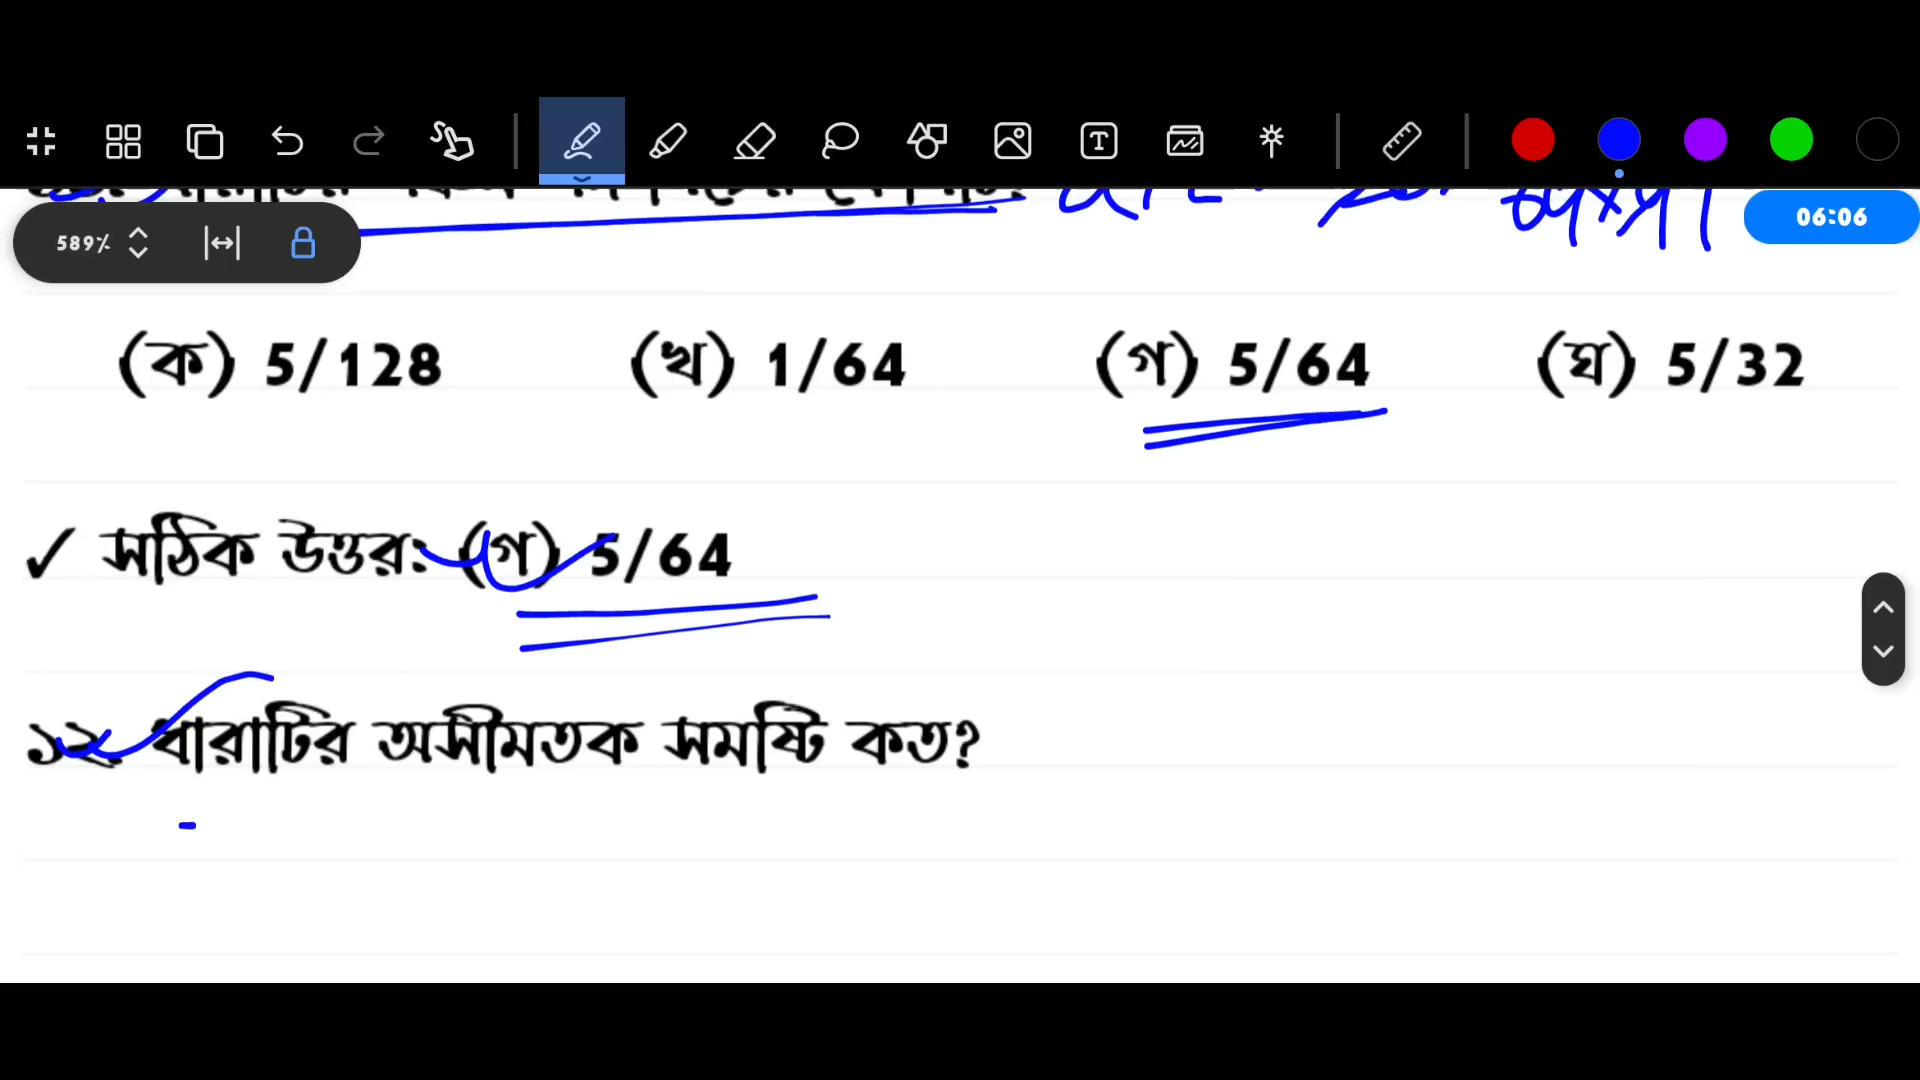 589%
06:06
(ক) 5/128 (খ) 1/64 (গ) 5/64 (ঘ) 5/32
✓ সঠিক উত্তর: (গ) 5/64
১২. ধারাটির অসীমতক সমষ্টি কত?